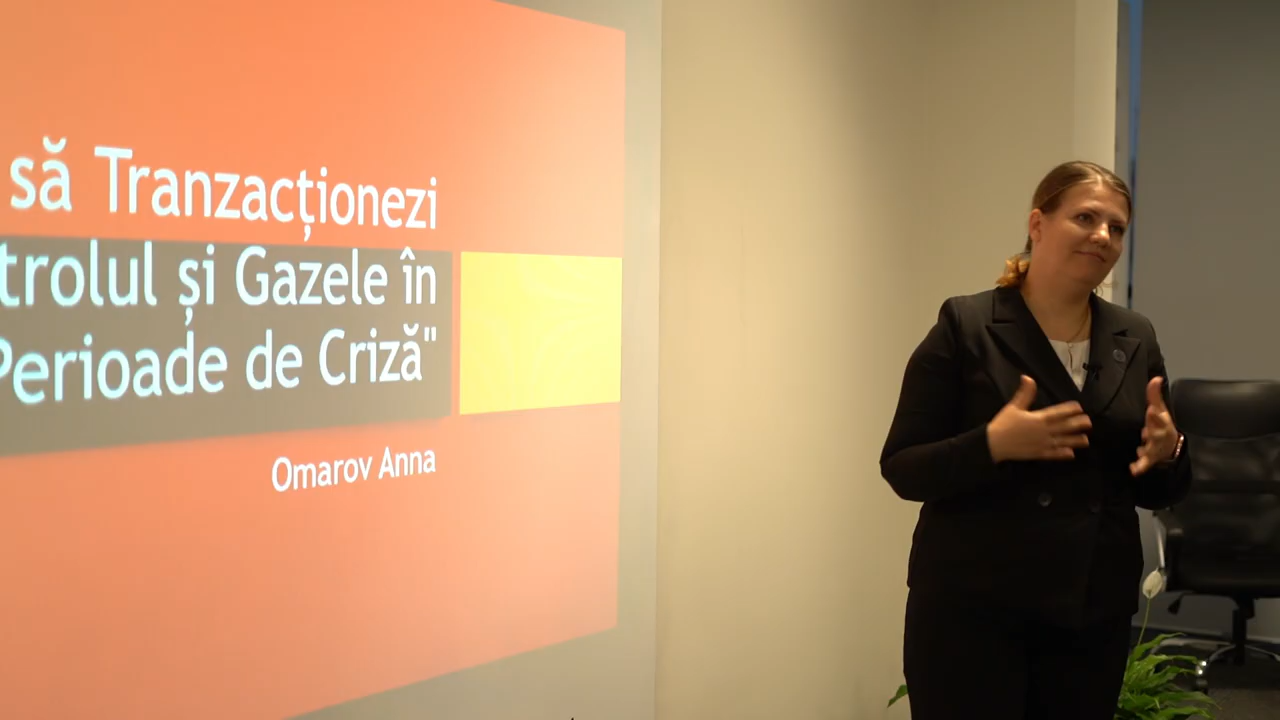 să Tranzacționezi
trolul și Gazele în
Perioade de Criză"
Omarov Anna